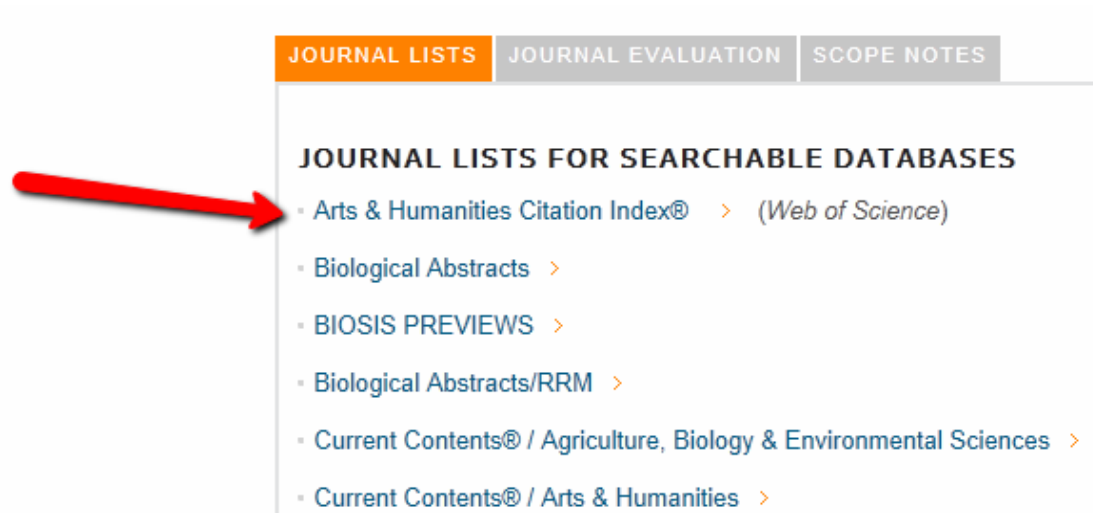 JOURNAL LISTS JOURNAL EVALUATION SCOPE NOTES
JOURNAL LISTS FOR SEARCHABLE DATABASES
Arts & Humanities Citation Index® > (Web of Science)
Biological Abstracts >
BIOSIS PREVIEWS >
Biological Abstracts/RRM >
Current Contents® / Agriculture, Biology & Environmental Sciences >
Current Contents® / Arts & Humanities >